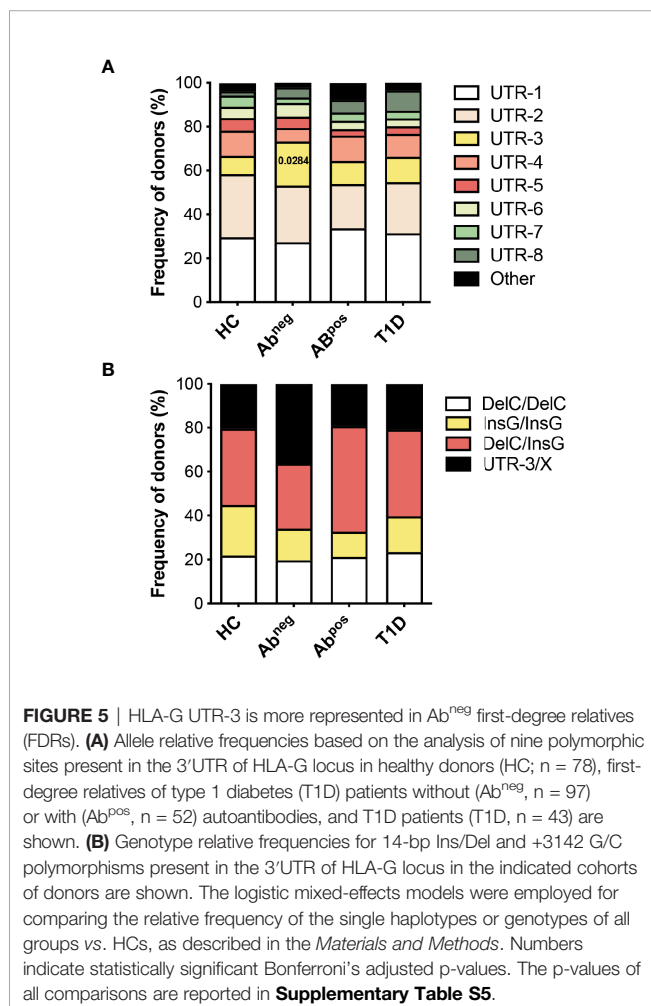 A
Frequency of donors (%)
100
80
60
40
20
0
0.0284
HC
Abneg
ABpos
T1D
UTR-1
UTR-2
UTR-3
UTR-4
UTR-5
UTR-6
UTR-7
UTR-8
Other
B
Frequency of donors (%)
100
80
60
40
20
0
HC
Abneg
Abpos
T1D
DelC/DelC
InsG/InsG
DelC/InsG
UTR-3/X
FIGURE 5 | HLA-G UTR-3 is more represented in Abneg first-degree relatives
(FDRs). (A) Allele relative frequencies based on the analysis of nine polymorphic
sites present in the 3′UTR of HLA-G locus in healthy donors (HC; n = 78), first-
degree relatives of type 1 diabetes (T1D) patients without (Abneg, n = 97)
or with (Abpos, n = 52) autoantibodies, and T1D patients (T1D, n = 43) are
shown. (B) Genotype relative frequencies for 14-bp Ins/Del and +3142 G/C
polymorphisms present in the 3′UTR of HLA-G locus in the indicated cohorts
of donors are shown. The logistic mixed-effects models were employed for
comparing the relative frequency of the single haplotypes or genotypes of all
groups vs. HCs, as described in the Materials and Methods. Numbers
indicate statistically significant Bonferroni's adjusted p-values. The p-values of
all comparisons are reported in Supplementary Table S5.